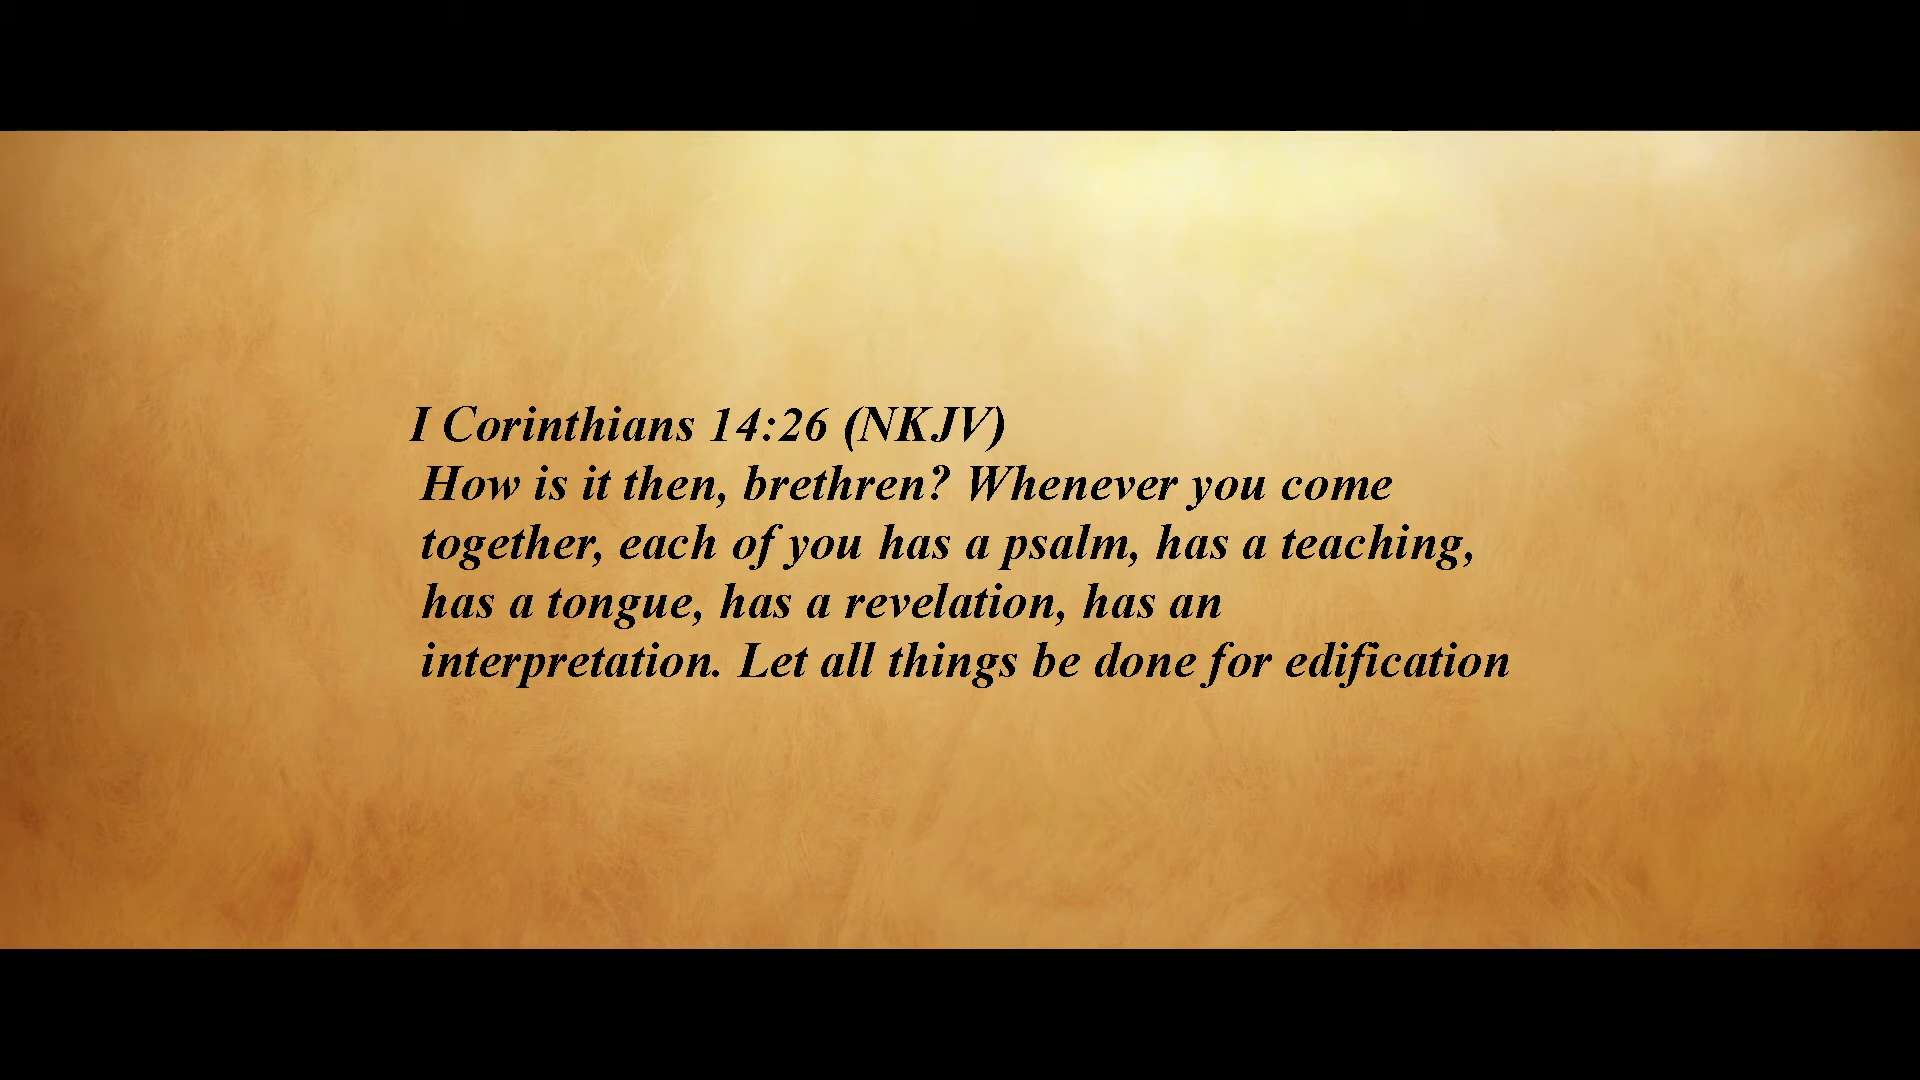 I Corinthians 14:26 (NKJV)
How is it then, brethren? Whenever you come
together, each of you has a psalm, has a teaching,
has a tongue, has a revelation, has an
interpretation. Let all things be done for edification